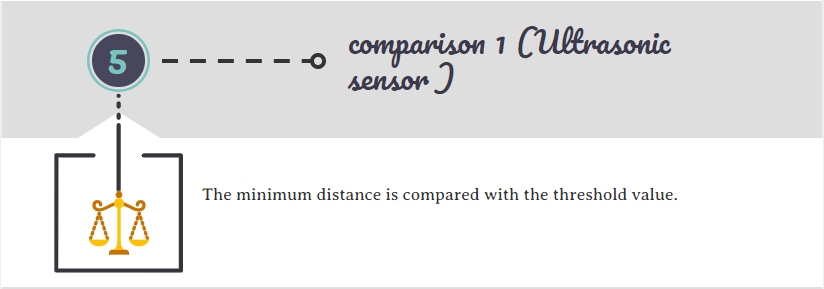 5
comparison 1 (Ultrasonic
sensor )
The minimum distance is compared with the threshold value.